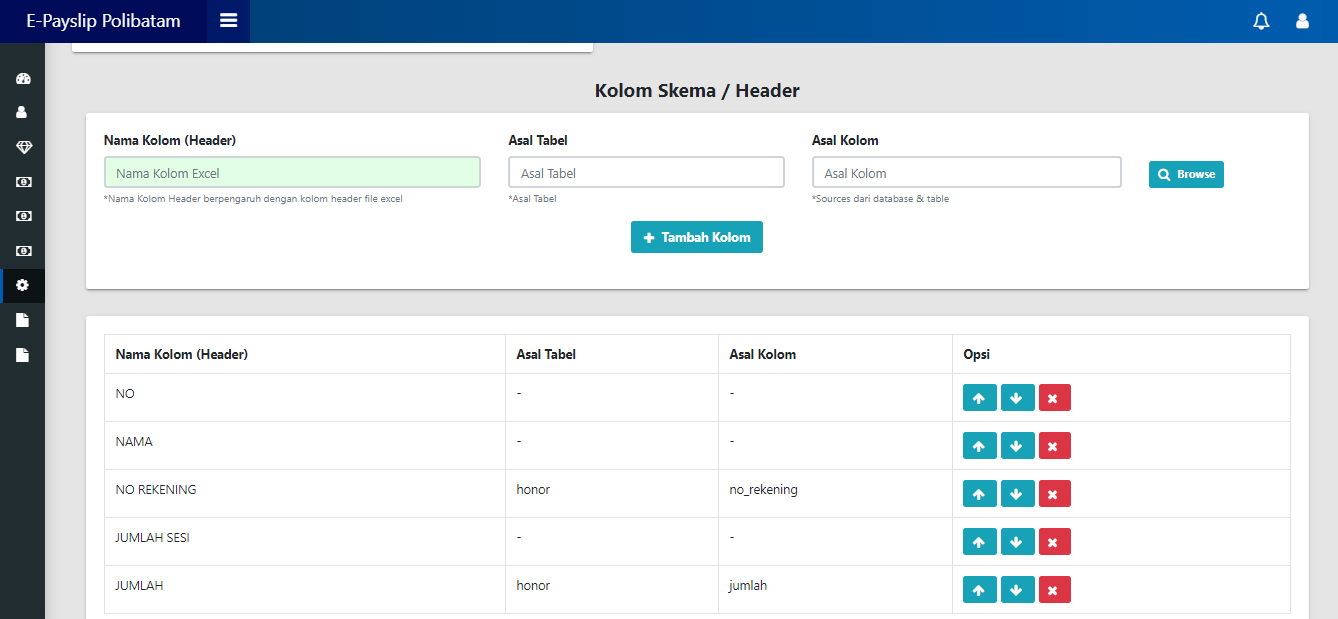 E-Payslip Polibatam
Kolom Skema / Header
Nama Kolom (Header) Asal Tabel Asal Kolom
Nama Kolom Excel Asal Tabel Asal Kolom Browse
*Nama Kolom Header berpengaruh dengan kolom header file excel *Asal Tabel *Sources dari database & table
Tambah Kolom
Nama Kolom (Header) Asal Tabel Asal Kolom Opsi
NO - -
NAMA - -
NO REKENING honor no_rekening
JUMLAH SESI - -
JUMLAH honor jumlah